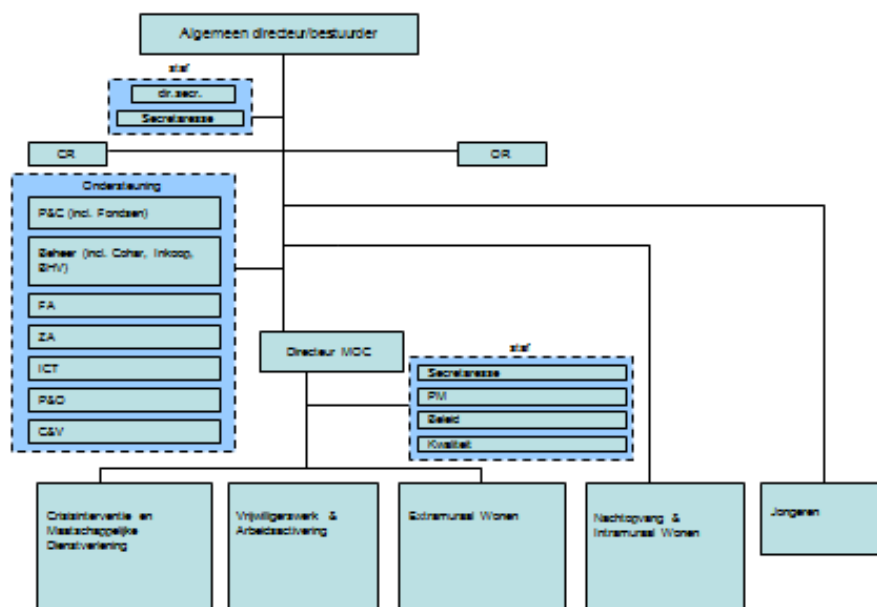 Algemeen directeur/bestuurder
staf
dir.secr.
Secretaresse
CR
OR
Ondersteuning
P&C (incl. Fondsen)
Beheer (incl. Coher, Inkoop,
BHV)
FA
ZA
ICT
P&O
C&V
Directeur MOC
staf
Secretaresse
PM
Beleid
Kwaliteit
Crisisinterventie en
Maatschappelijke
Dienstverlening
Vrijwilligerswerk &
Arbeidsactivering
Extramuraal Wonen
Nachtopvang &
Intramuraal Wonen
Jongeren